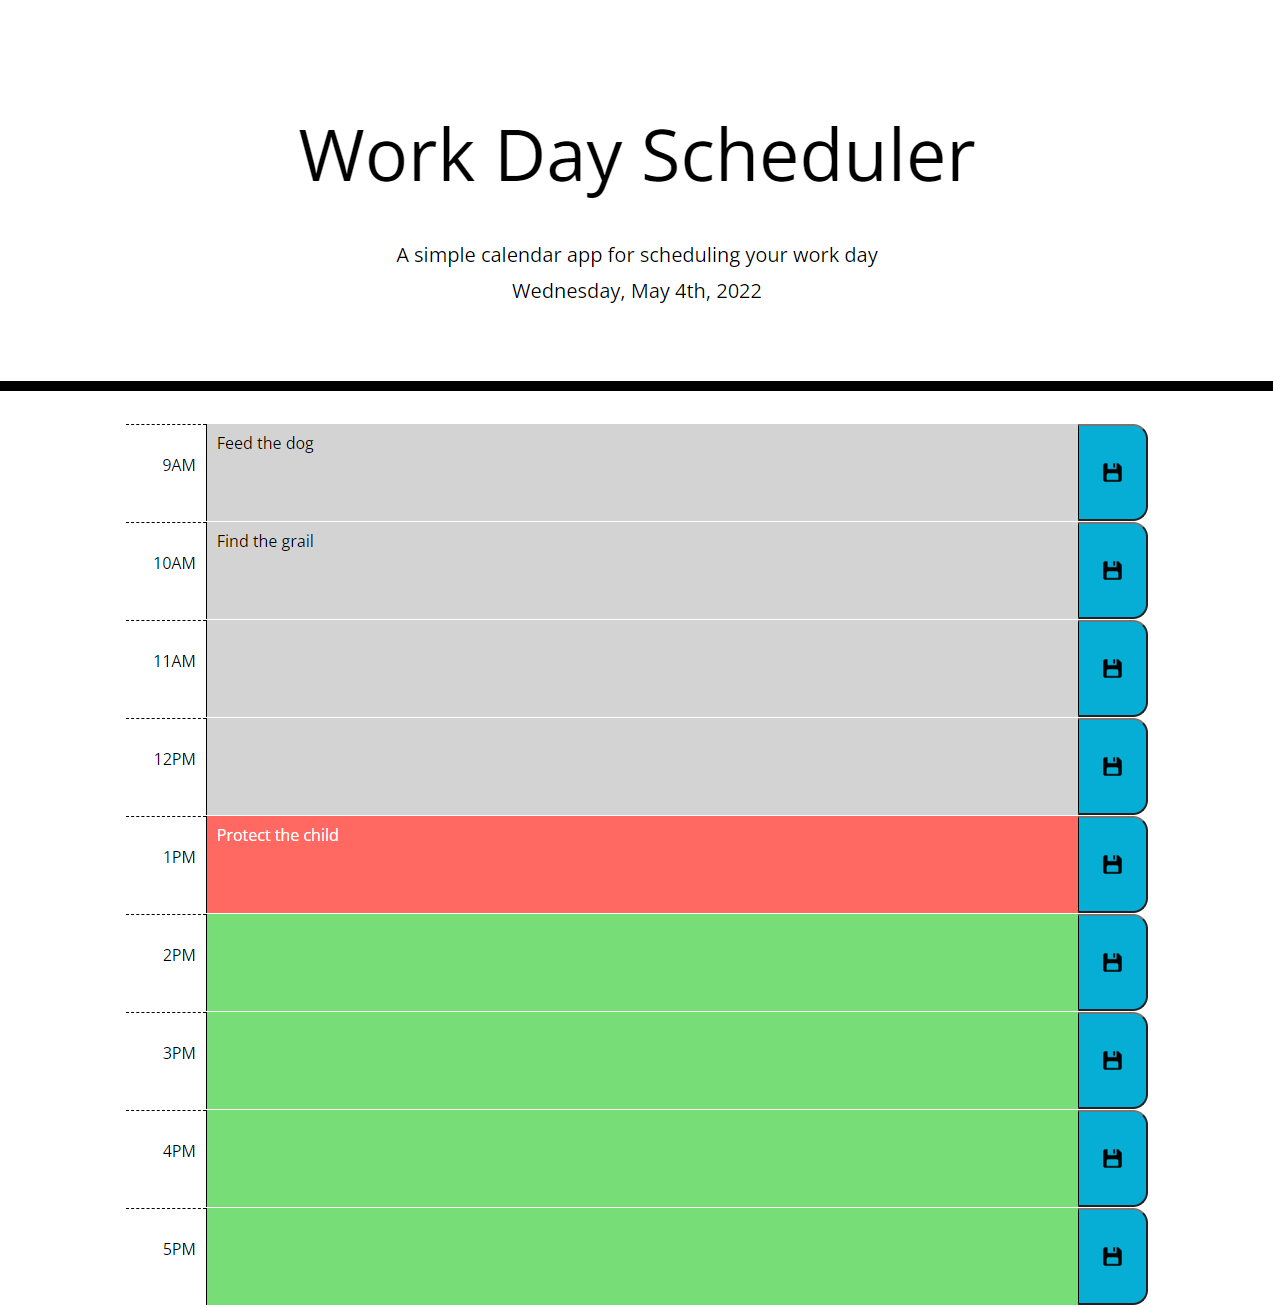 Work Day Scheduler
A simple calendar app for scheduling your work day
Wednesday, May 4th, 2022
9AM
Feed the dog
10AM
Find the grail
11AM
12PM
1PM
Protect the child
2PM
3PM
4PM
5PM